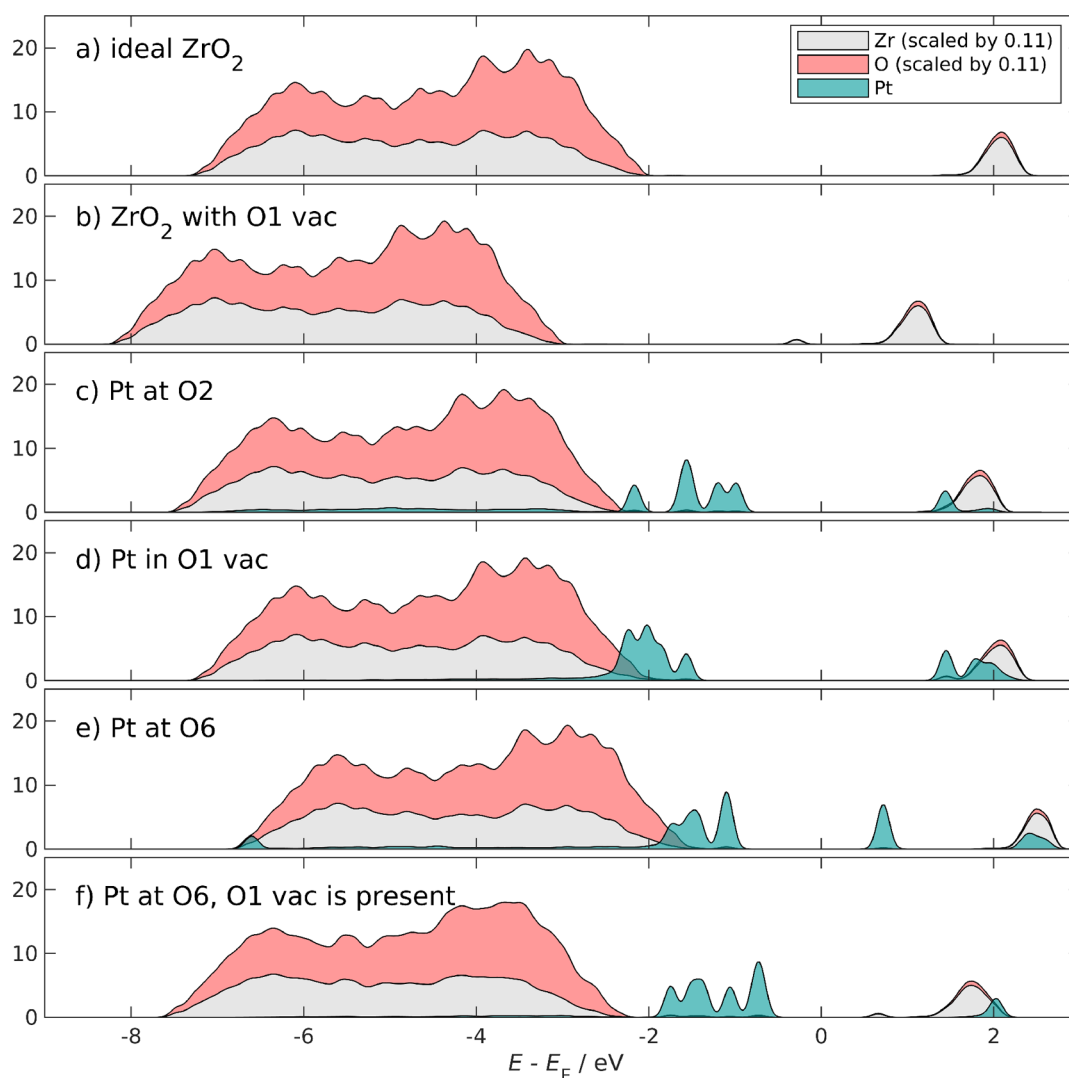 a) ideal ZrO2
Zr (scaled by 0.11)
O (scaled by 0.11)
Pt
20
10
0
b) ZrO2 with O1 vac
20
10
0
c) Pt at O2
20
10
0
d) Pt in O1 vac
20
10
0
e) Pt at O6
20
10
0
f) Pt at O6, O1 vac is present
20
10
0
-8 -6 -4 -2 0 2
E - EF / eV